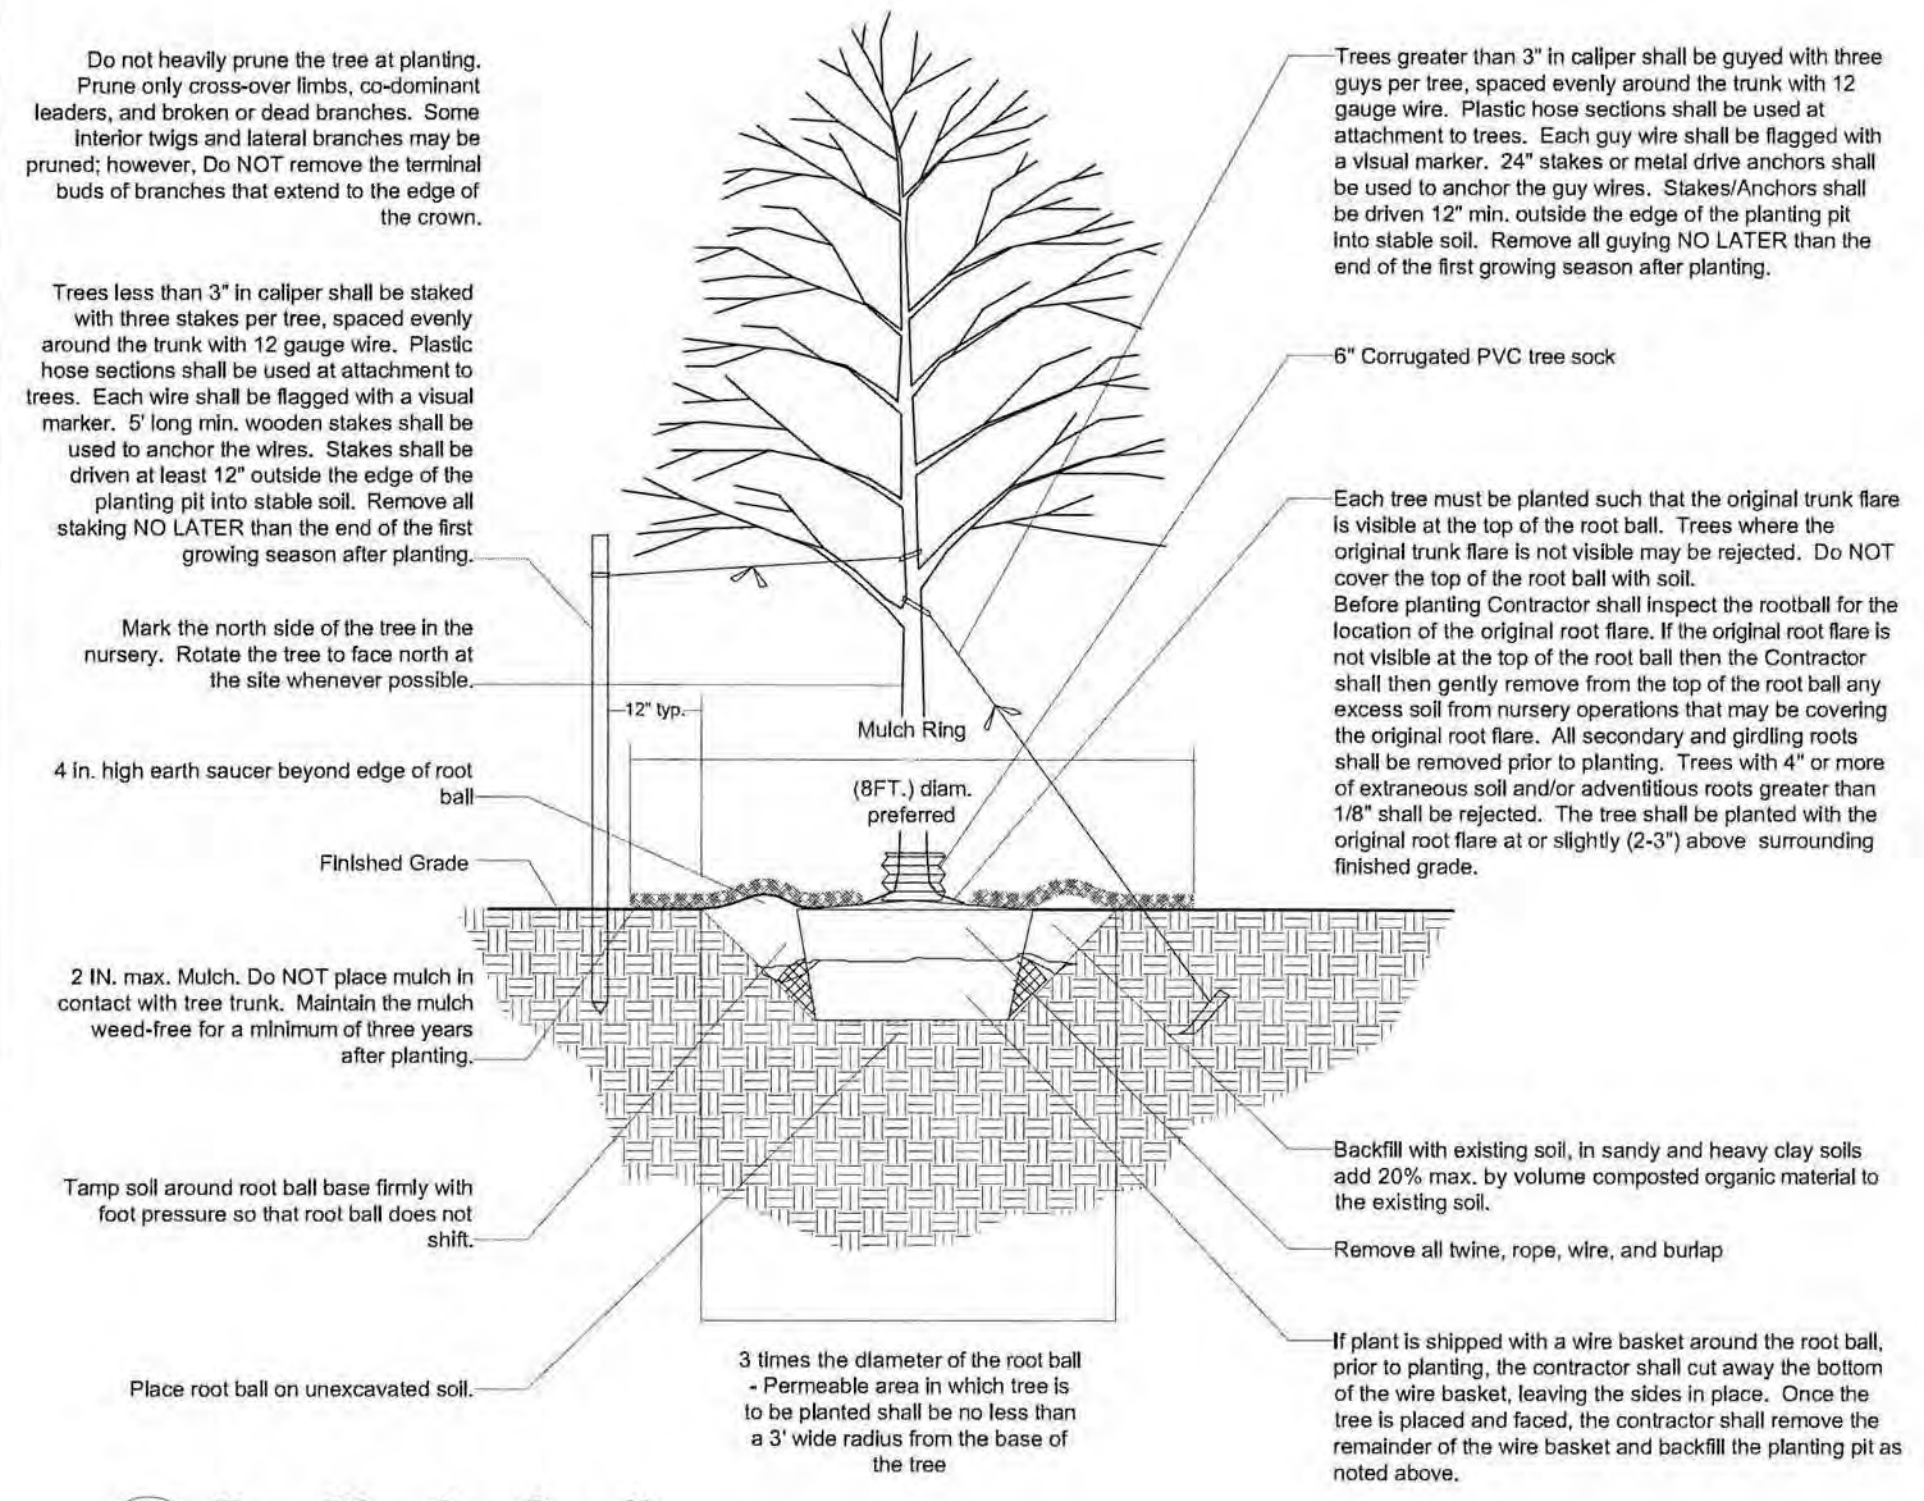 Do not heavily prune the tree at planting.
Prune only cross-over limbs, co-dominant
leaders, and broken or dead branches. Some
interior twigs and lateral branches may be
pruned; however, Do NOT remove the terminal
buds of branches that extend to the edge of
the crown.
Trees less than 3" in caliper shall be staked
with three stakes per tree, spaced evenly
around the trunk with 12 gauge wire. Plastic
hose sections shall be used at attachment to
trees. Each wire shall be flagged with a visual
marker. 5' long min. wooden stakes shall be
used to anchor the wires. Stakes shall be
driven at least 12" outside the edge of the
planting pit into stable soil. Remove all
staking NO LATER than the end of the first
growing season after planting.
Mark the north side of the tree in the
nursery. Rotate the tree to face north at
the site whenever possible.
4 in. high earth saucer beyond edge of root
ball
Finished Grade
2 IN. max. Mulch. Do NOT place mulch in
contact with tree trunk. Maintain the mulch
weed-free for a minimum of three years
after planting.
Tamp soil around root ball base firmly with
foot pressure so that root ball does not
shift.
Place root ball on unexcavated soil.
12" typ.
Mulch Ring
(8FT.) diam.
preferred
3 times the diameter of the root ball
- Permeable area in which tree is
to be planted shall be no less than
a 3' wide radius from the base of
the tree
Trees greater than 3" in caliper shall be guyed with three
guys per tree, spaced evenly around the trunk with 12
gauge wire. Plastic hose sections shall be used at
attachment to trees. Each guy wire shall be flagged with
a visual marker. 24" stakes or metal drive anchors shall
be used to anchor the guy wires. Stakes/Anchors shall
be driven 12" min. outside the edge of the planting pit
into stable soil. Remove all guying NO LATER than the
end of the first growing season after planting.
6" Corrugated PVC tree sock
Each tree must be planted such that the original trunk flare
is visible at the top of the root ball. Trees where the
original trunk flare is not visible may be rejected. Do NOT
cover the top of the root ball with soil.
Before planting Contractor shall inspect the rootball for the
location of the original root flare. If the original root flare is
not visible at the top of the root ball then the Contractor
shall then gently remove from the top of the root ball any
excess soil from nursery operations that may be covering
the original root flare. All secondary and girdling roots
shall be removed prior to planting. Trees with 4" or more
of extraneous soil and/or adventitious roots greater than
1/8" shall be rejected. The tree shall be planted with the
original root flare at or slightly (2-3") above surrounding
finished grade.
Backfill with existing soil, in sandy and heavy clay soils
add 20% max. by volume composted organic material to
the existing soil.
Remove all twine, rope, wire, and burlap
If plant is shipped with a wire basket around the root ball,
prior to planting, the contractor shall cut away the bottom
of the wire basket, leaving the sides in place. Once the
tree is placed and faced, the contractor shall remove the
remainder of the wire basket and backfill the planting pit as
noted above.